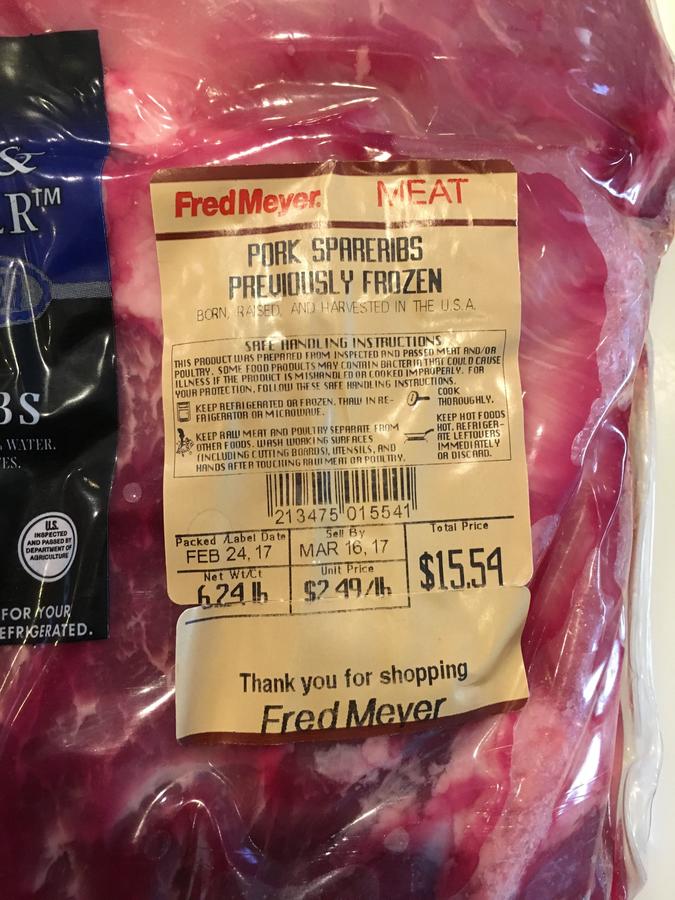 &
R™
BS
WATER.
U.S.
INSPECTED
AND PASSED BY
DEPARTMENT OF
AGRICULTURE
FOR YOUR
EFRIGERATED.
Fred Meyer. MEAT
PORK SPARERIBS
PREVIOUSLY FROZEN
BORN, RAISED, AND HARVESTED IN THE U.S.A.
SAFE HANDLING INSTRUCTIONS
THIS PRODUCT WAS PREPARED FROM INSPECTED AND PASSED MEAT AND/OR
POULTRY. SOME FOOD PRODUCTS MAY CONTAIN BACTERIA THAT COULD CAUSE
ILLNESS IF THE PRODUCT IS MISHANDLED OR COOKED IMPROPERLY. FOR
YOUR PROTECTION, FOLLOW THESE SAFE HANDLING INSTRUCTIONS.
KEEP REFRIGERATED OR FROZEN. THAW IN RE-
FRIGERATOR OR MICROWAVE.
COOK
THOROUGHLY.
KEEP RAW MEAT AND POULTRY SEPARATE FROM
OTHER FOODS. WASH WORKING SURFACES
(INCLUDING CUTTING BOARDS), UTENSILS, AND
HANDS AFTER TOUCHING RAW MEAT OR POULTRY.
KEEP HOT FOODS
HOT. REFRIGER-
ATE LEFTOVERS
IMMEDIATELY
OR DISCARD.
213475 015541
Packed /Label Date Sell By Total Price
FEB 24, 17 MAR 16, 17 $15.54
Net Wt/Ct Unit Price
6.24 lb $2.49/lb
Thank you for shopping
Fred Meyer